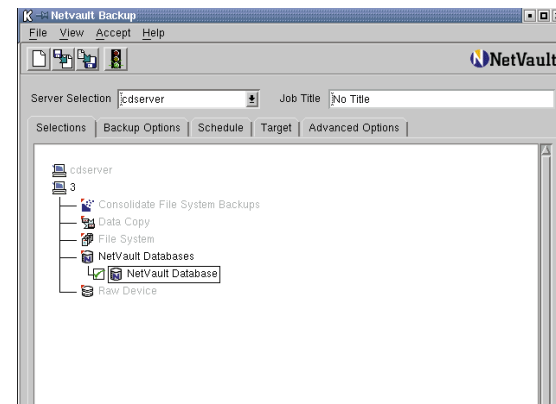 Netvault Backup
File View Accept Help
NetVault
Server Selection cdserver Job Title No Title
Selections Backup Options Schedule Target Advanced Options
cdserver
3
Consolidate File System Backups
Data Copy
File System
NetVault Databases
NetVault Database
Raw Device